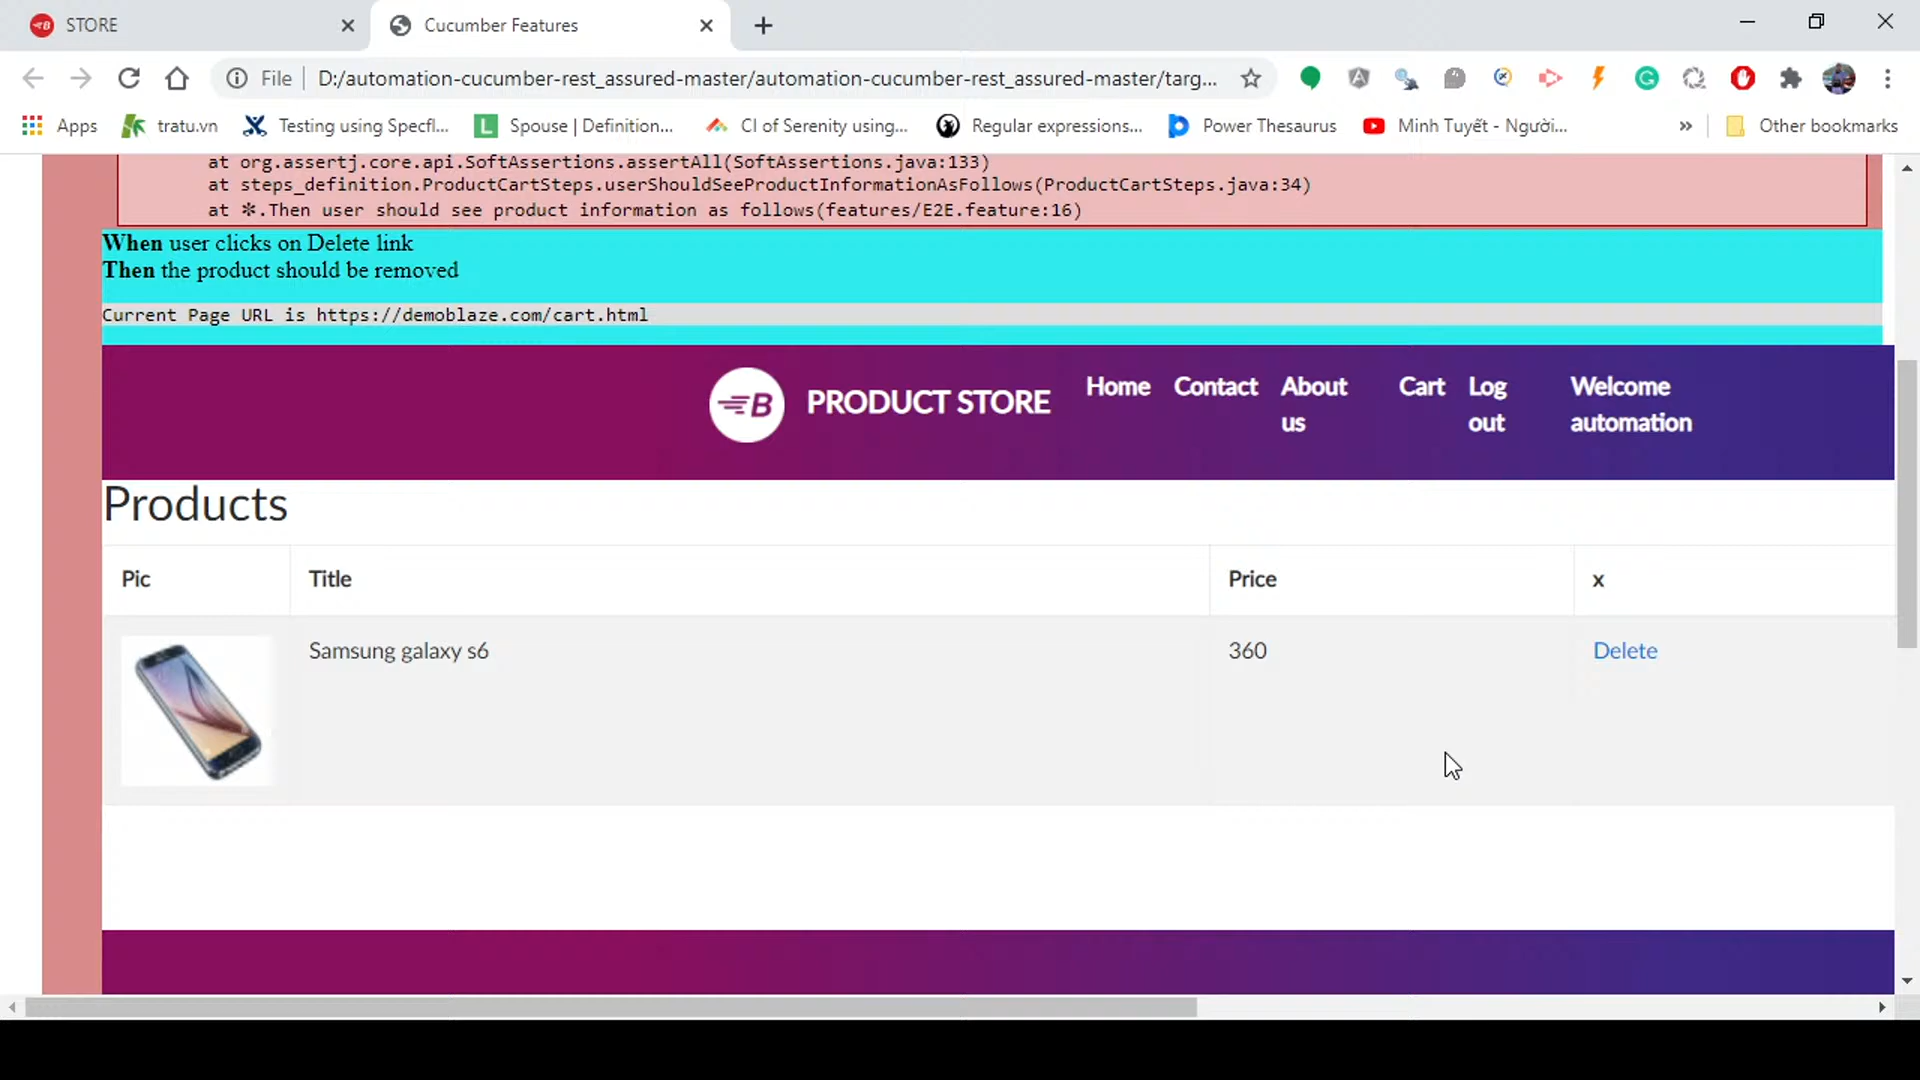 STORE
Cucumber Features
File
D:/automation-cucumber-rest_assured-master/automation-cucumber-rest_assured-master/targ...
Apps
tratu.vn
Testing using Specfl...
Spouse | Definition...
CI of Serenity using...
Regular expressions...
Power Thesaurus
Minh Tuyết - Người...
»
Other bookmarks
at org.assertj.core.api.SoftAssertions.assertAll(SoftAssertions.java:133)
at steps_definition.ProductCartSteps.userShouldSeeProductInformationAsFollows(ProductCartSteps.java:34)
at ✽.Then user should see product information as follows(features/E2E.feature:16)
When user clicks on Delete link
Then the product should be removed
Current Page URL is https://demoblaze.com/cart.html
B PRODUCT STORE
Home
Contact
About
us
Cart
Log
out
Welcome
automation
Products
Pic
Title
Price
x
Samsung galaxy s6
360
Delete